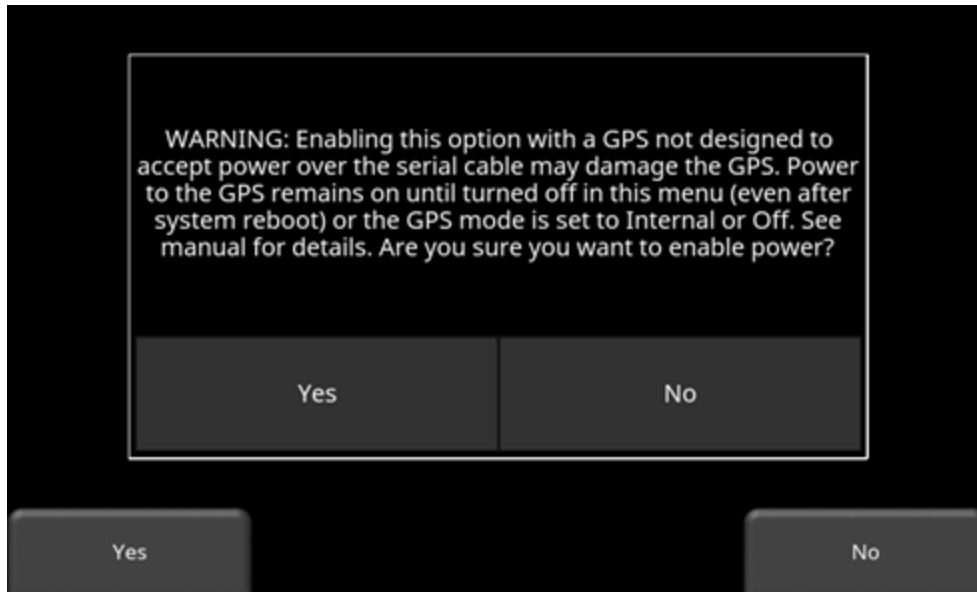 WARNING: Enabling this option with a GPS not designed to
accept power over the serial cable may damage the GPS. Power
to the GPS remains on until turned off in this menu (even after
system reboot) or the GPS mode is set to Internal or Off. See
manual for details. Are you sure you want to enable power?
Yes No
Yes No